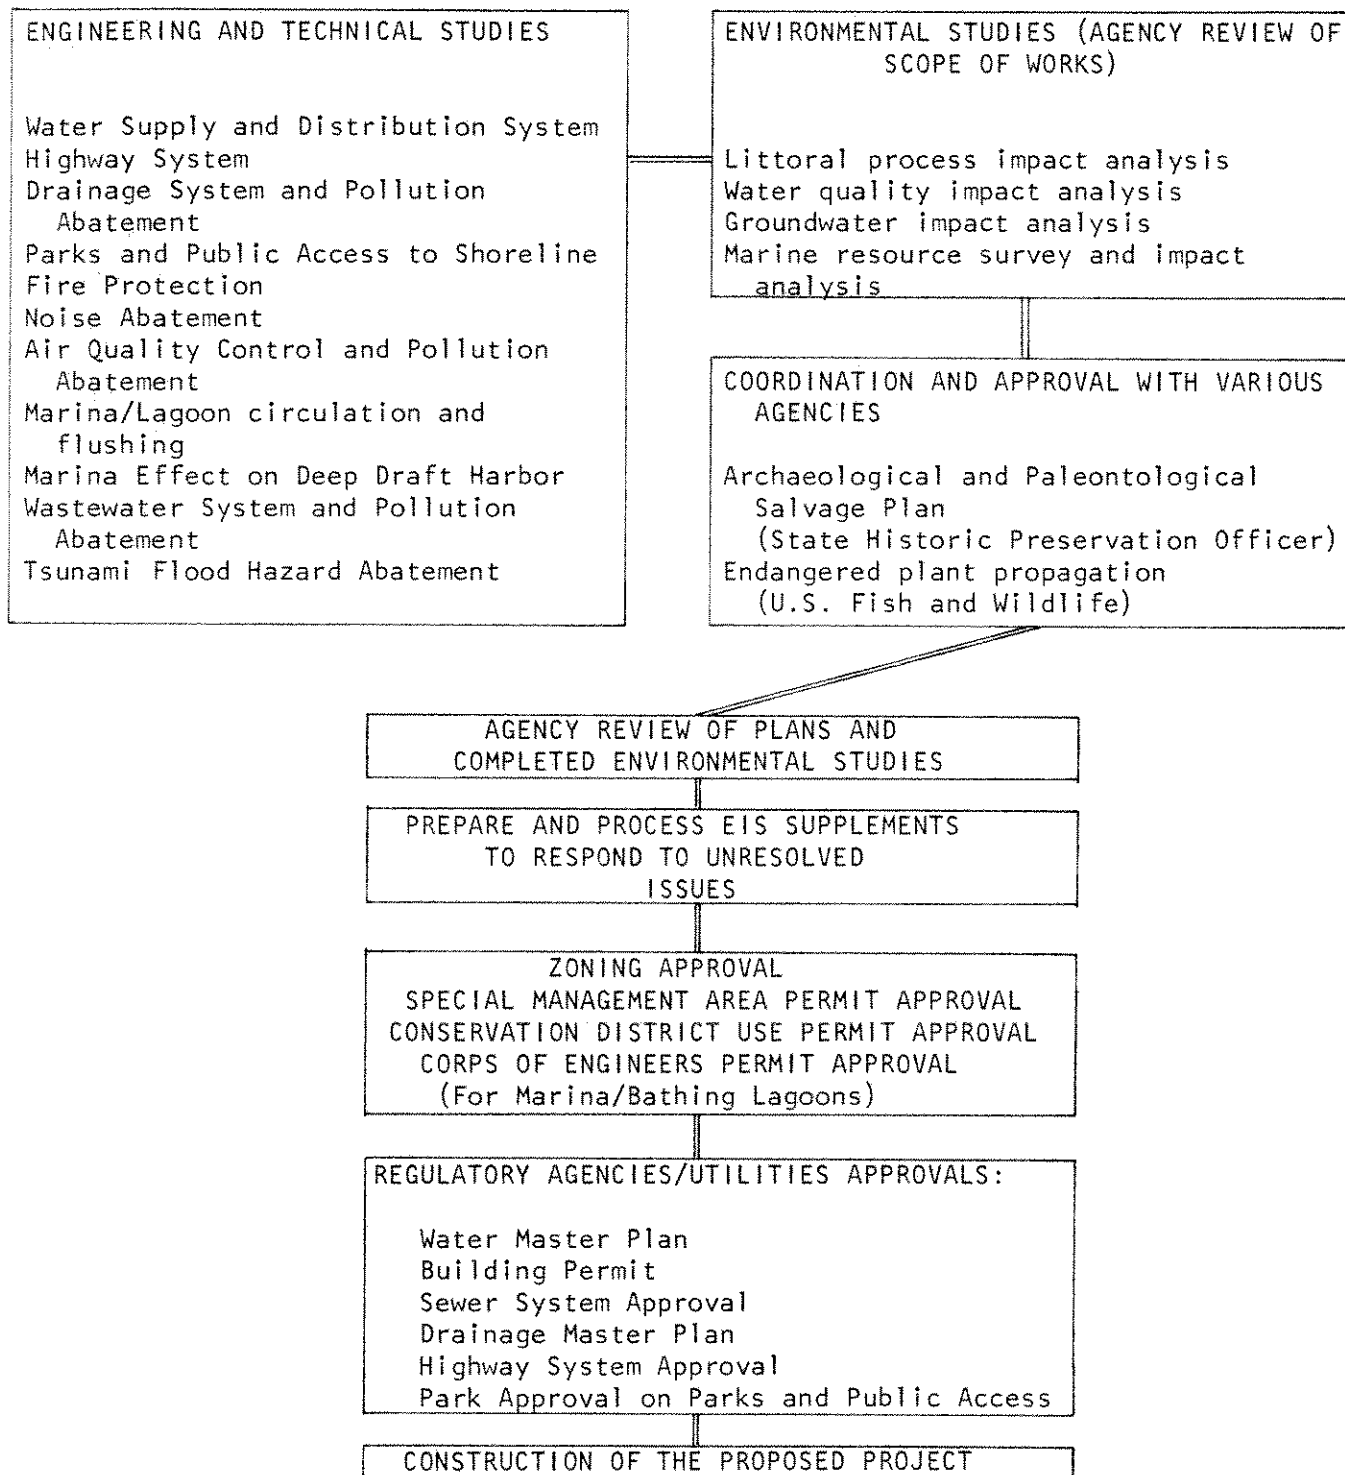 ENGINEERING AND TECHNICAL STUDIES
Water Supply and Distribution System
Highway System
Drainage System and Pollution
Abatement
Parks and Public Access to Shoreline
Fire Protection
Noise Abatement
Air Quality Control and Pollution
Abatement
Marina/Lagoon circulation and
flushing
Marina Effect on Deep Draft Harbor
Wastewater System and Pollution
Abatement
Tsunami Flood Hazard Abatement
ENVIRONMENTAL STUDIES (AGENCY REVIEW OF
SCOPE OF WORKS)
Littoral process impact analysis
Water quality impact analysis
Groundwater impact analysis
Marine resource survey and impact
analysis
COORDINATION AND APPROVAL WITH VARIOUS
AGENCIES
Archaeological and Paleontological
Salvage Plan
(State Historic Preservation Officer)
Endangered plant propagation
(U.S. Fish and Wildlife)
AGENCY REVIEW OF PLANS AND
COMPLETED ENVIRONMENTAL STUDIES
PREPARE AND PROCESS EIS SUPPLEMENTS
TO RESPOND TO UNRESOLVED
ISSUES
ZONING APPROVAL
SPECIAL MANAGEMENT AREA PERMIT APPROVAL
CONSERVATION DISTRICT USE PERMIT APPROVAL
CORPS OF ENGINEERS PERMIT APPROVAL
(For Marina/Bathing Lagoons)
REGULATORY AGENCIES/UTILITIES APPROVALS:
Water Master Plan
Building Permit
Sewer System Approval
Drainage Master Plan
Highway System Approval
Park Approval on Parks and Public Access
CONSTRUCTION OF THE PROPOSED PROJECT